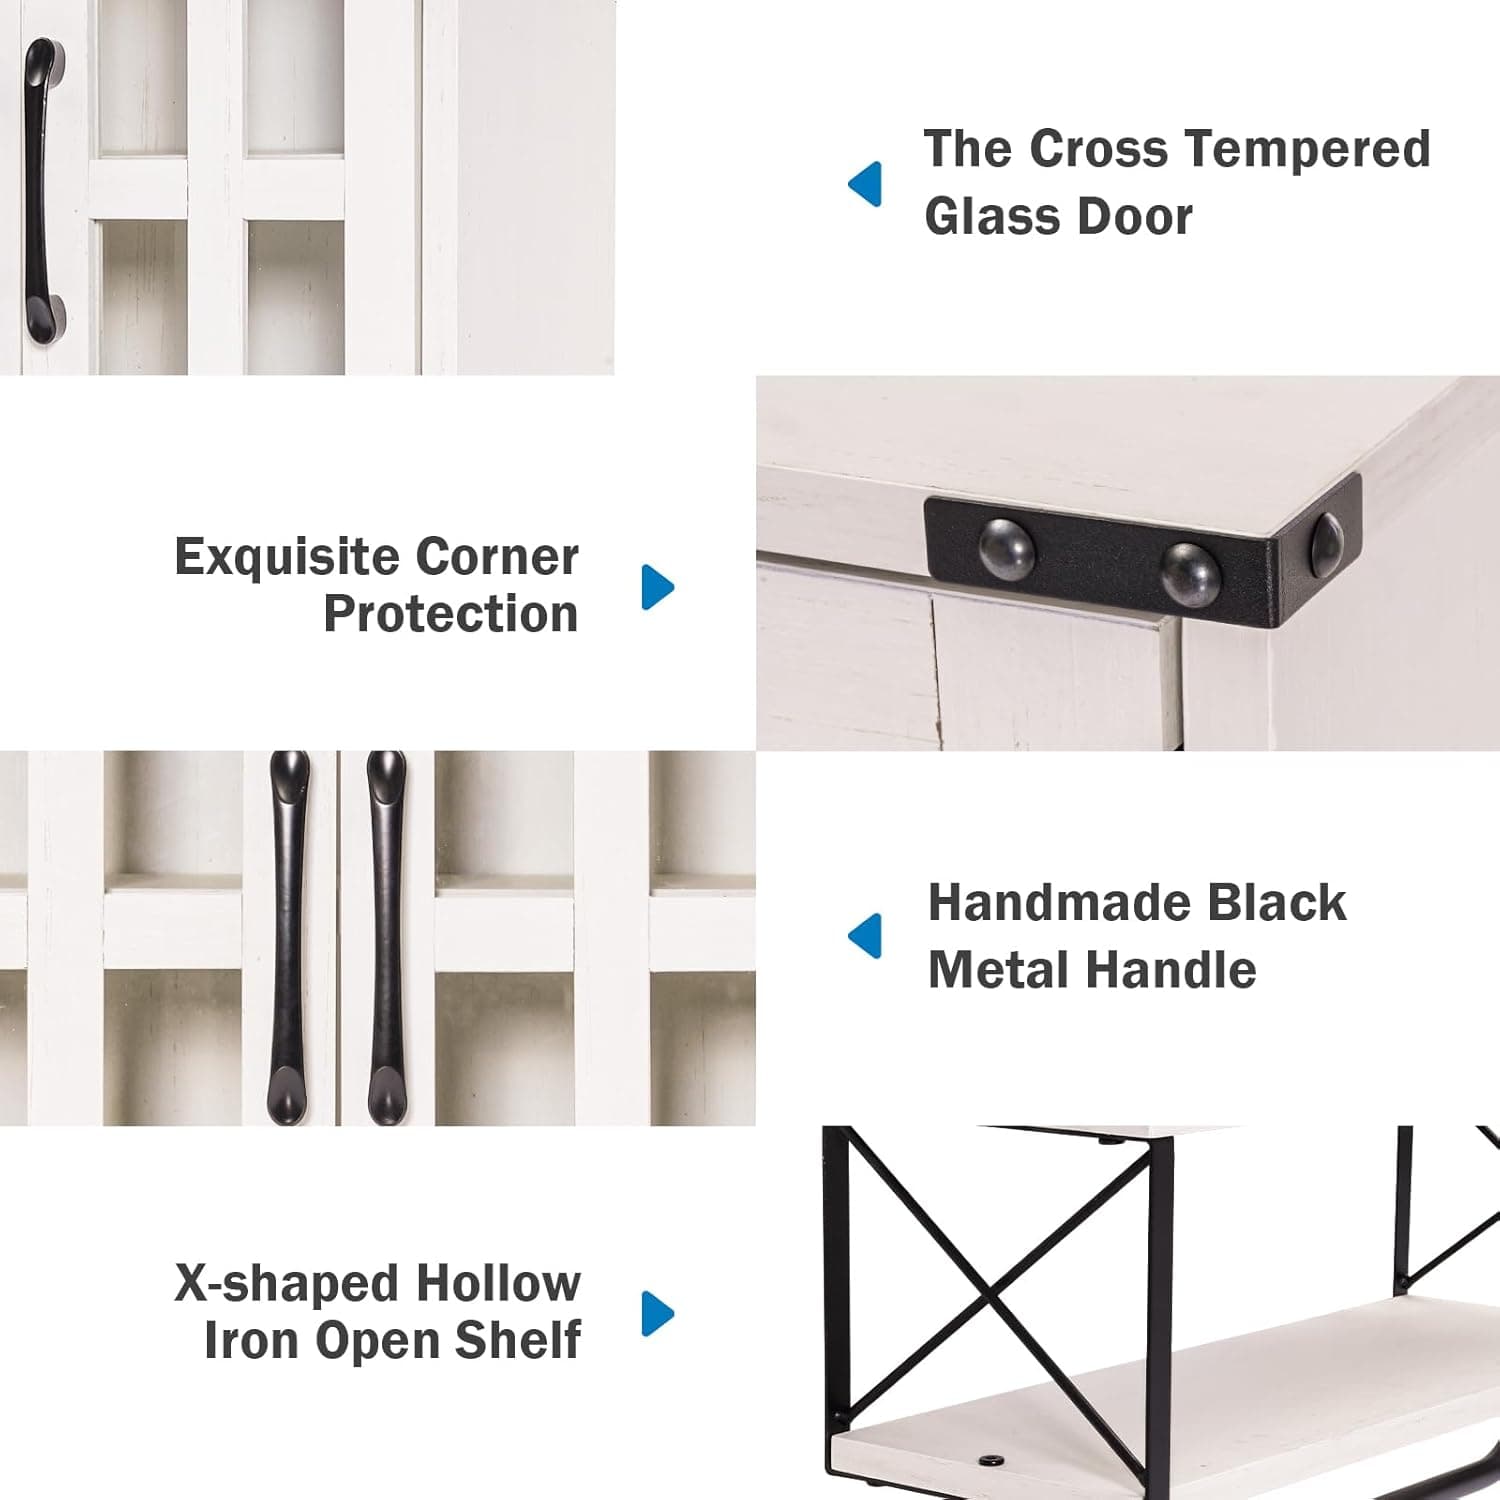 The Cross Tempered
Glass Door
Exquisite Corner
Protection
Handmade Black
Metal Handle
X-shaped Hollow
Iron Open Shelf